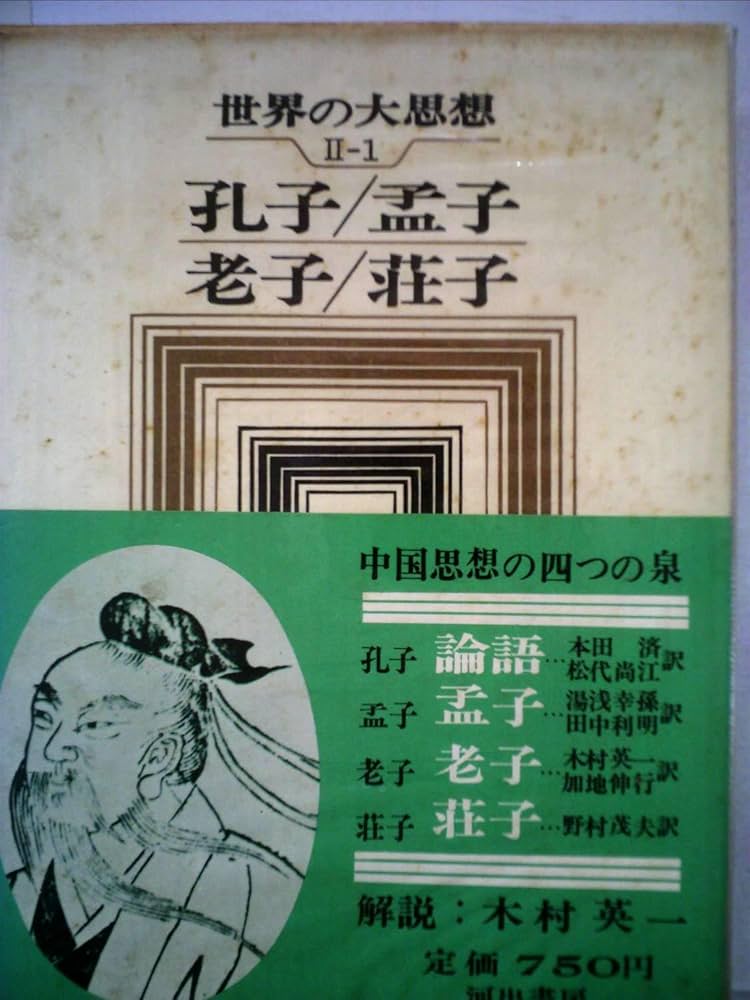 世界の大思想
II-1
孔子/孟子
老子/荘子
中国思想の四つの泉
孔子 論語…本田 済 松代尚江 訳
孟子 孟子…湯浅幸孫 田中利明 訳
老子 老子…木村英一 加地伸行 訳
荘子 荘子…野村茂夫訳
解説：木村英一
定価 750円
河出書房